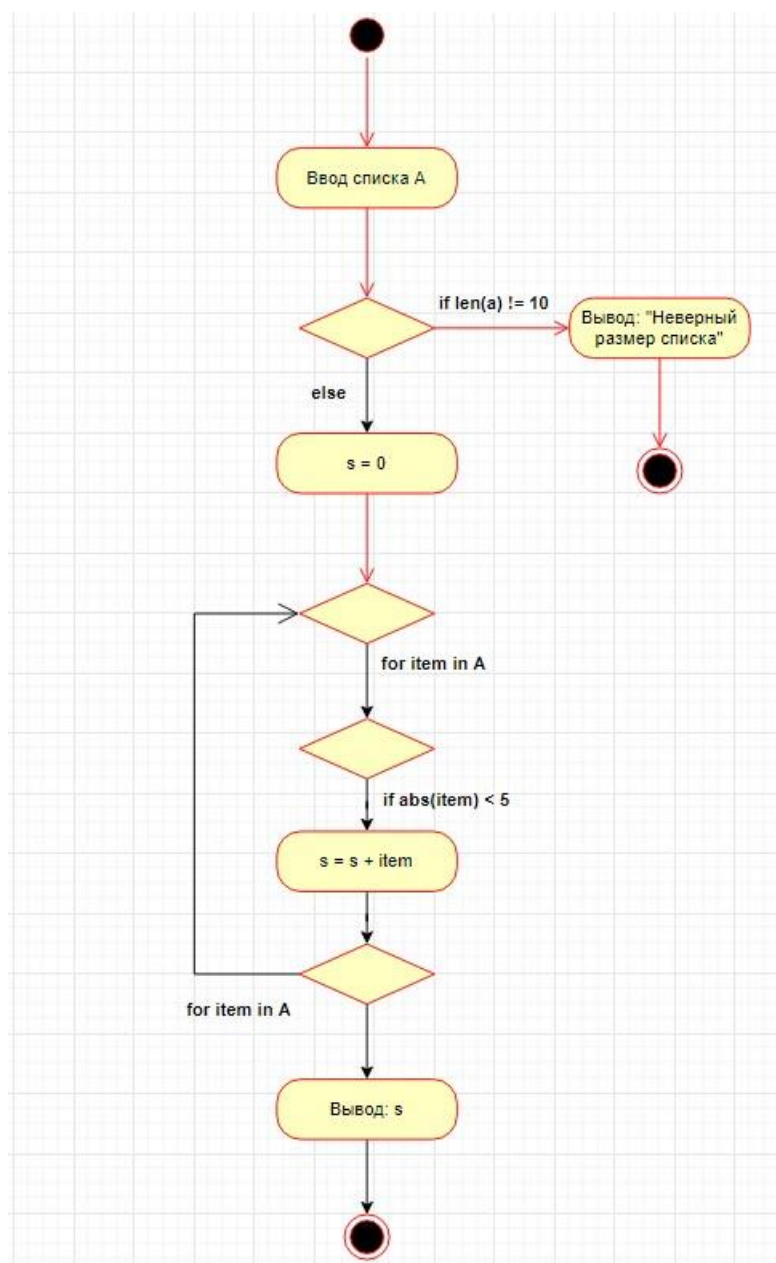 Ввод списка A
if len(a) != 10
Вывод: "Неверный
размер списка"
else
s = 0
for item in A
if abs(item) < 5
s = s + item
for item in A
Вывод: s